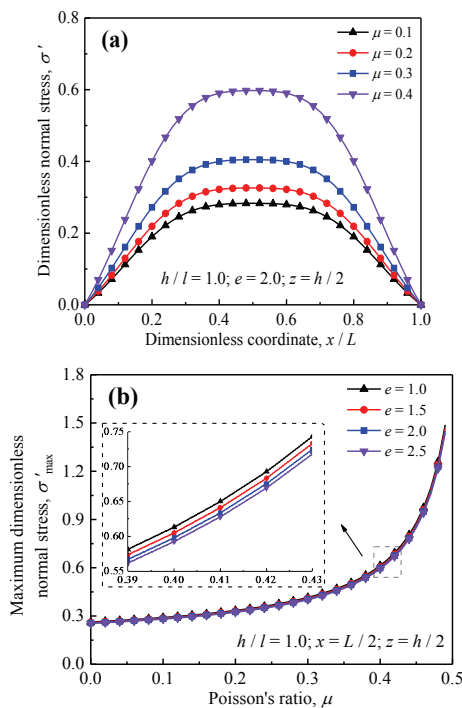 (a)
μ = 0.1
μ = 0.2
μ = 0.3
μ = 0.4
0.8
0.6
0.4
0.2
0.0
Dimensionless normal stress, σ′
h / l = 1.0; e = 2.0; z = h / 2
0.0 0.2 0.4 0.6 0.8 1.0
Dimensionless coordinate, x / L
(b)
e = 1.0
e = 1.5
e = 2.0
e = 2.5
1.8
1.5
1.2
0.9
0.6
0.3
0.0
Maximum dimensionless
normal stress, σ′max
0.75
0.70
0.65
0.60
0.55
0.39 0.40 0.41 0.42 0.43
h / l = 1.0; x = L / 2; z = h / 2
0.0 0.1 0.2 0.3 0.4 0.5
Poisson's ratio, μ